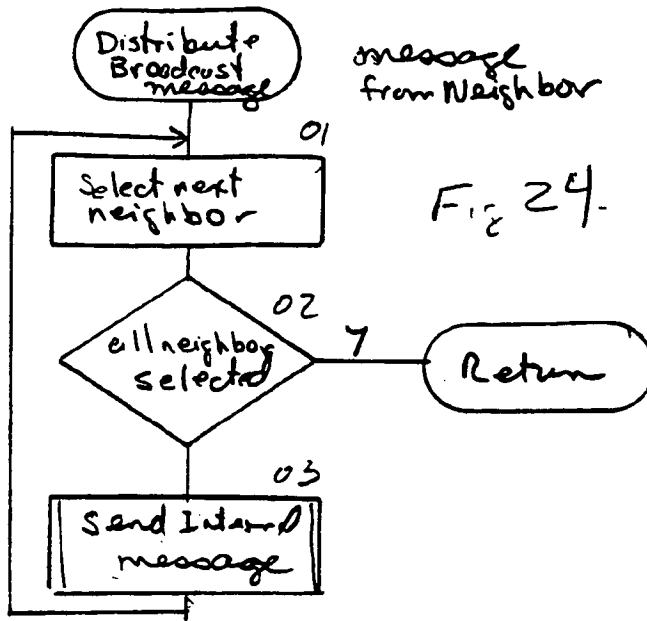 Distribute
Broadcast
message
message
from Neighbor
01
Select next
neighbor
Fig 24.
02
all neighbor
selected
Y
Return
03
Send Internal
message